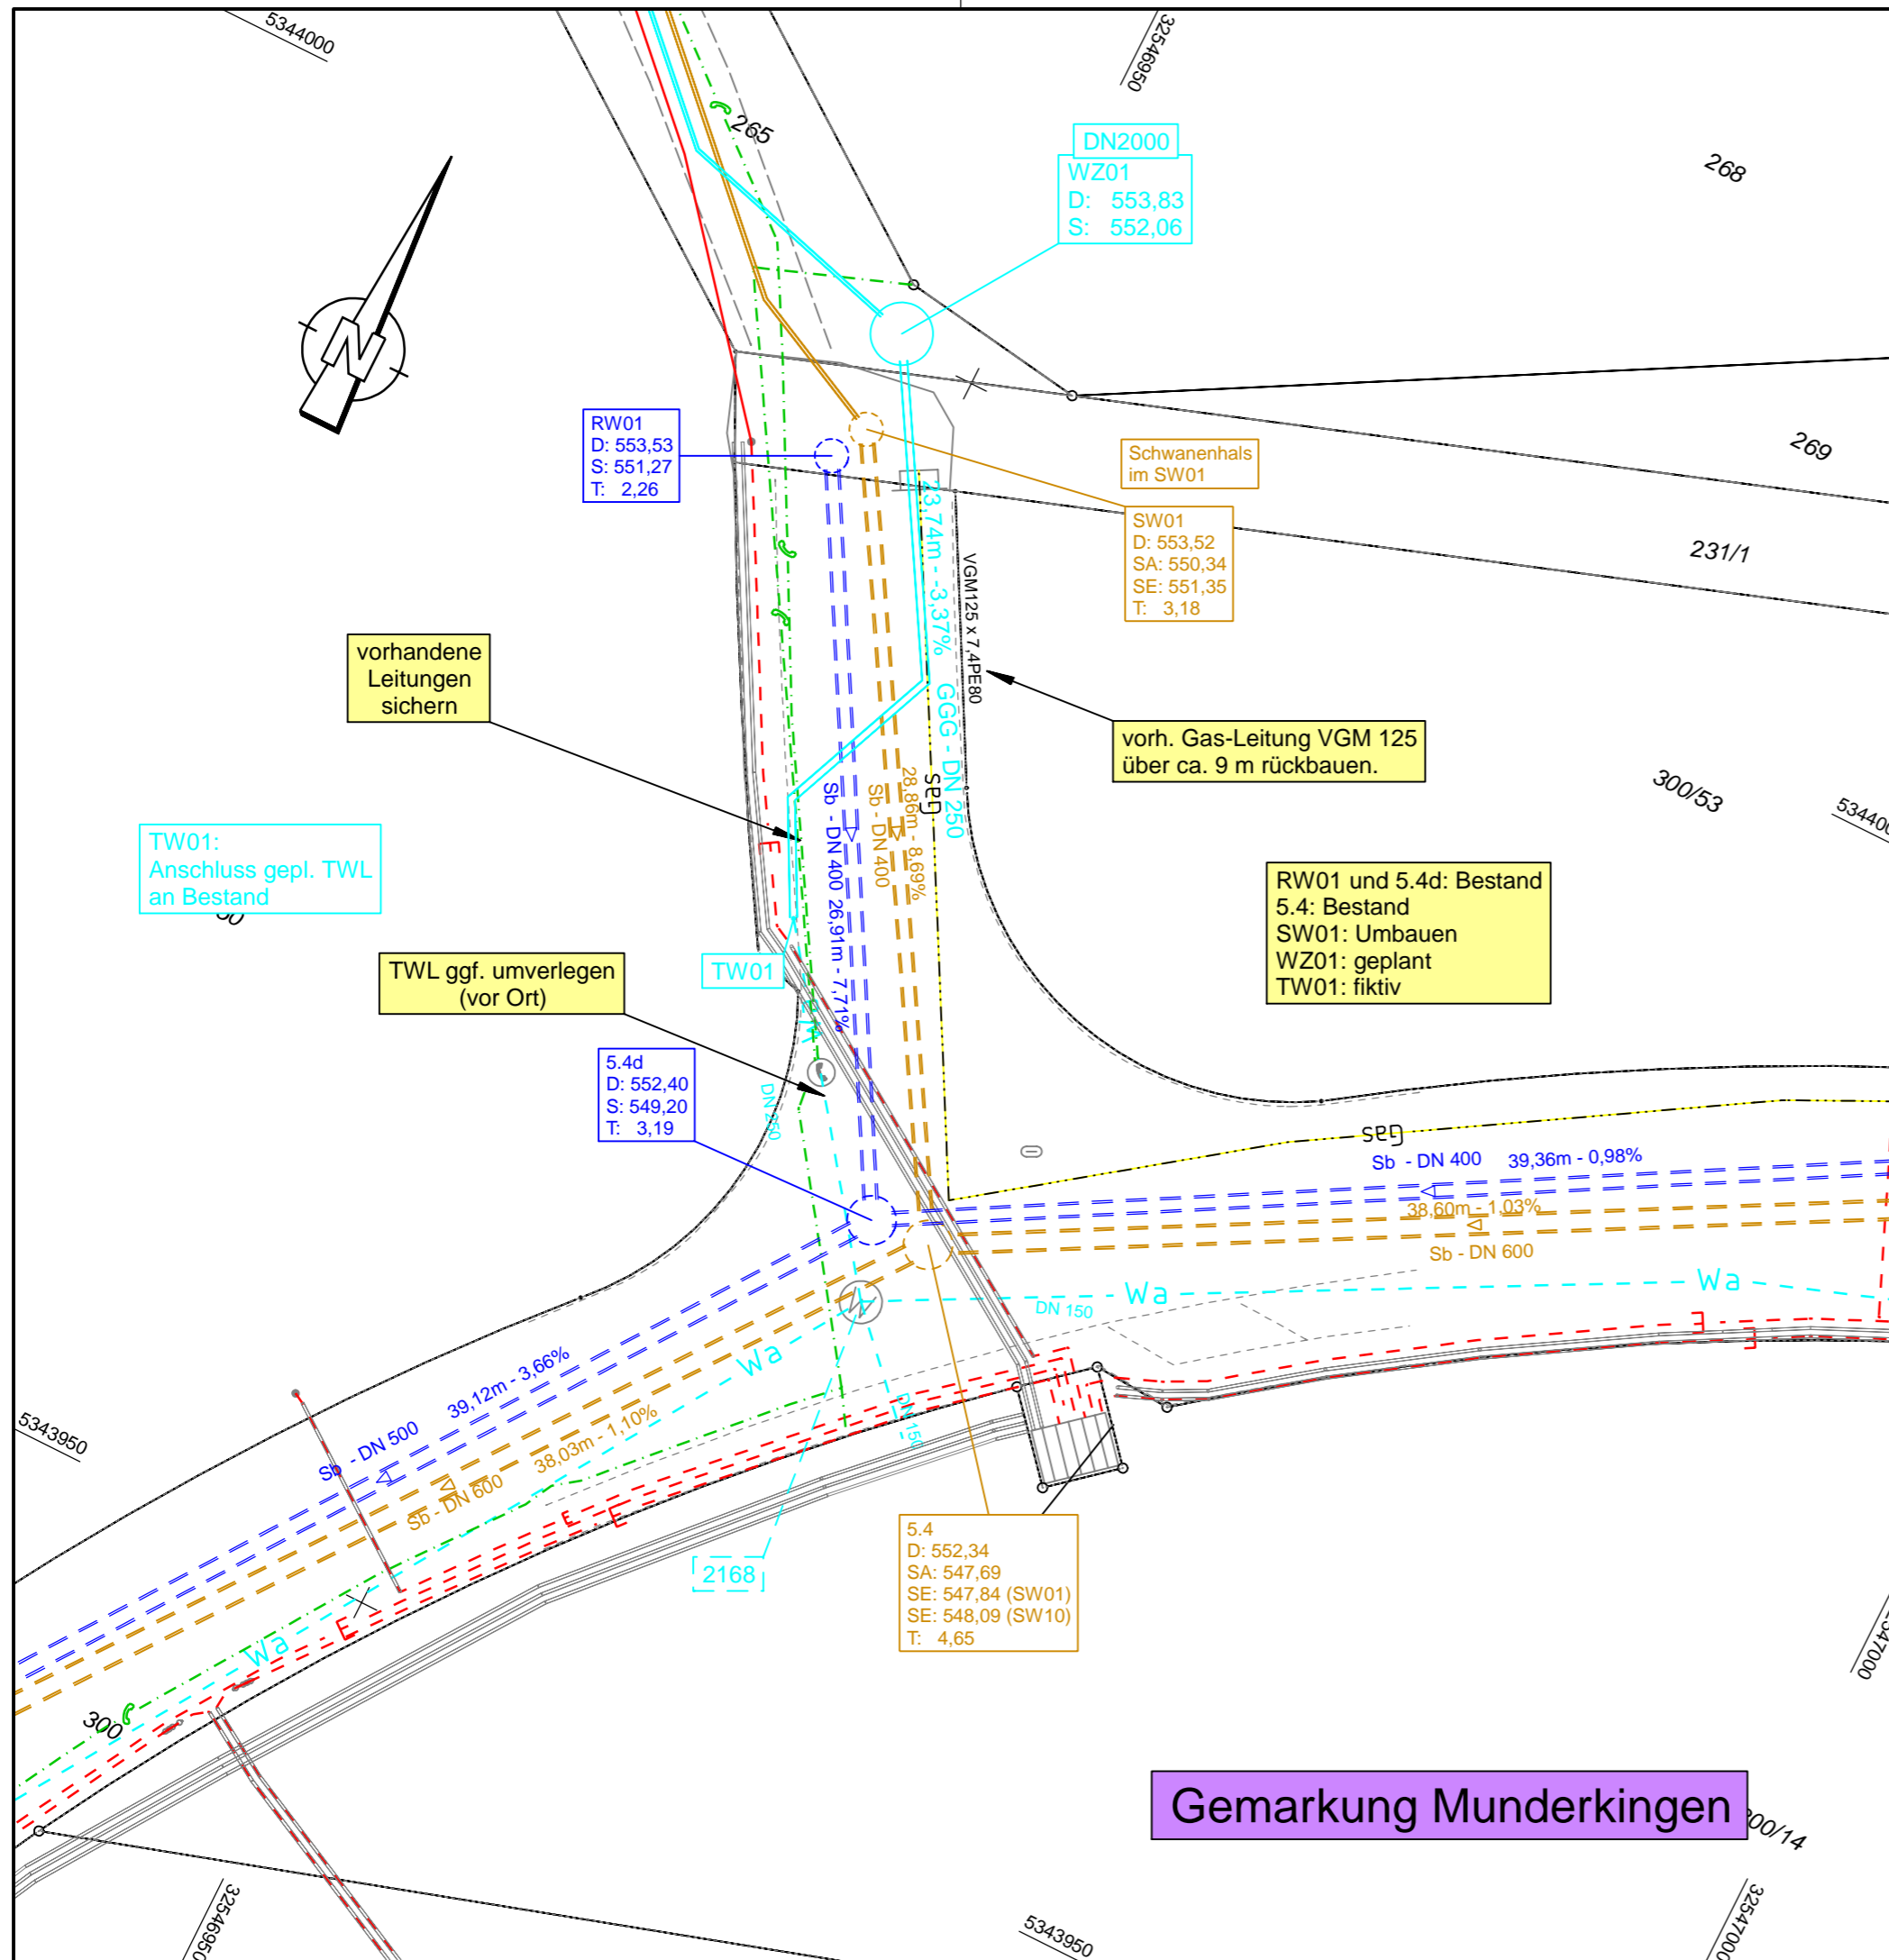 5344000
32546950
265
268
DN2000
WZ01
D: 553,83
S: 552,06
N
RW01
D: 553,53
S: 551,27
T: 2,26
Schwanenhals
im SW01
269
SW01
D: 553,52
SA: 550,34
SE: 551,35
T: 3,18
231/1
VGM125 x 7,4PE80
vorhandene
Leitungen
sichern
vorh. Gas-Leitung VGM 125
über ca. 9 m rückbauen.
300/53
GGG - DN 250
Gas
28,86m - 8,69%
Sb - DN 400
Sb - DN 400 26,91m - 7,71%
TW01:
Anschluss gepl. TWL
an Bestand
E
RW01 und 5.4d: Bestand
5.4: Bestand
SW01: Umbauen
WZ01: geplant
TW01: fiktiv
TWL ggf. umverlegen
(vor Ort)
TW01
5.4d
D: 552,40
S: 549,20
T: 3,19
DN 250
Gas
Sb - DN 400 39,36m - 0,98%
38,60m - 1,03%
Sb - DN 600
Wa
Wa
DN 150
E
E
Wa
DN 150
39,12m - 3,66%
Sb - DN 500
38,03m - 1,10%
Sb - DN 600
5343950
E
E
2168
5.4
D: 552,34
SA: 547,69
SE: 547,84 (SW01)
SE: 548,09 (SW10)
T: 4,65
E
Wa
300
Gemarkung Munderkingen
32546950
5343950
32547000